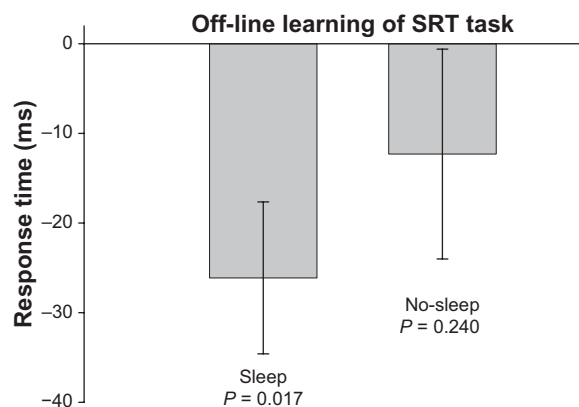 Off-line learning of SRT task
Response time (ms)
0
−10
−20
−30
−40
Sleep
P = 0.017
No-sleep
P = 0.240